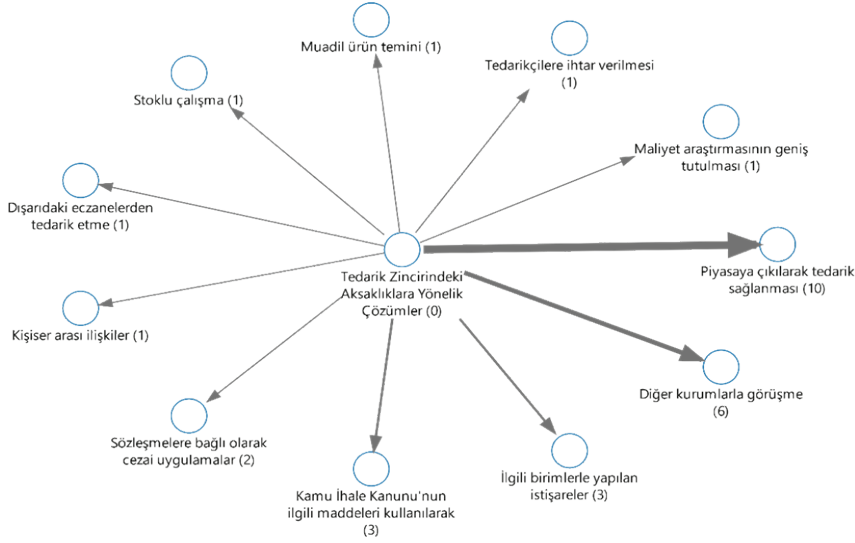 Muadil ürün temini (1)
Tedarikçilere ihtar verilmesi
(1)
Stoklu çalışma (1)
Maliyet araştırmasının geniş
tutulması (1)
Dışarıdaki eczanelerden
tedarik etme (1)
Piyasaya çıkılarak tedarik
sağlanması (10)
Tedarik Zincirindeki
Aksaklıklara Yönelik
Çözümler (0)
Kişiser arası ilişkiler (1)
Diğer kurumlarla görüşme
(6)
Sözleşmelere bağlı olarak
cezai uygulamalar (2)
İlgili birimlerle yapılan
istişareler (3)
Kamu İhale Kanunu'nun
ilgili maddeleri kullanılarak
(3)